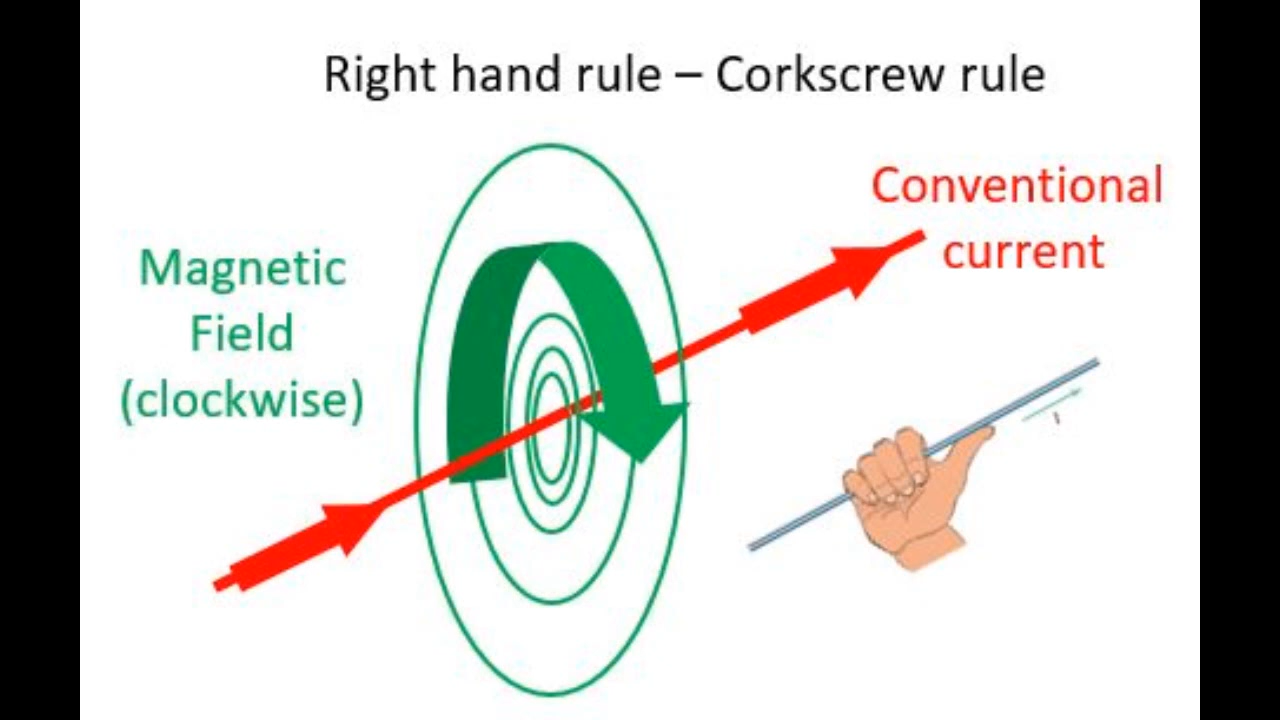 Right hand rule – Corkscrew rule
Conventional
current
Magnetic
Field
(clockwise)